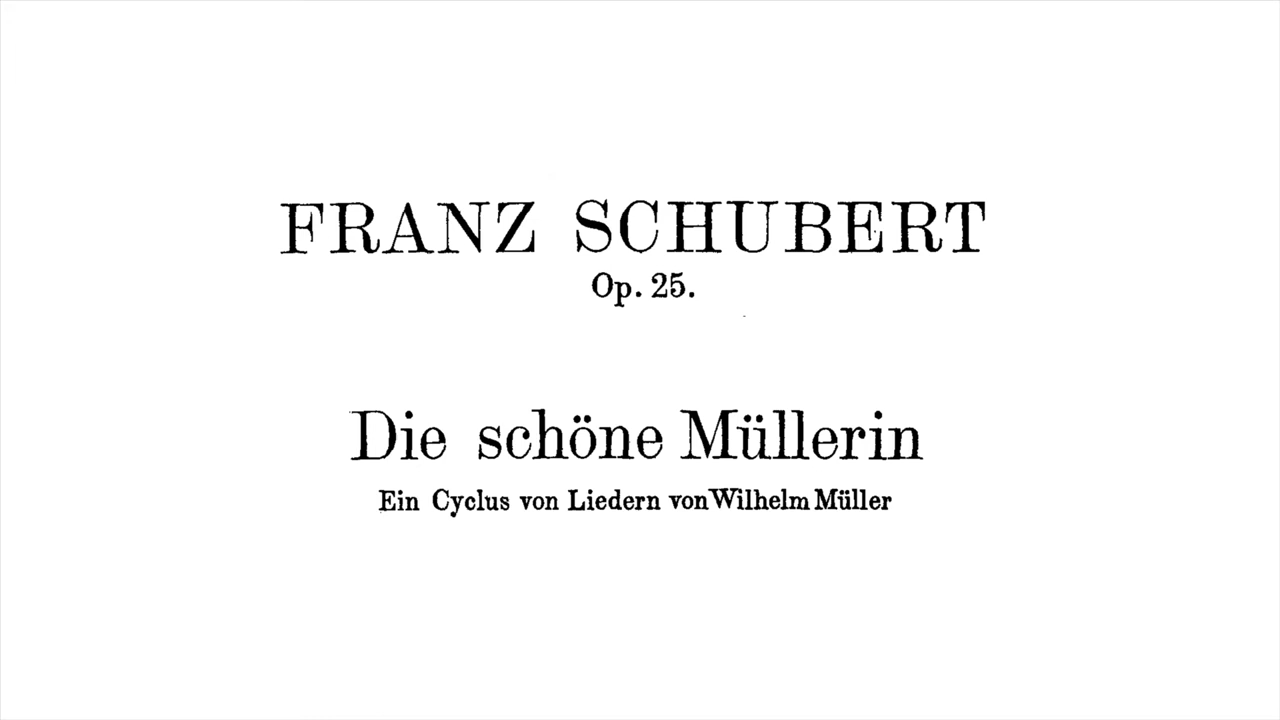 FRANZ SCHUBERT
Op. 25.
Die schöne Müllerin
Ein Cyclus von Liedern von Wilhelm Müller